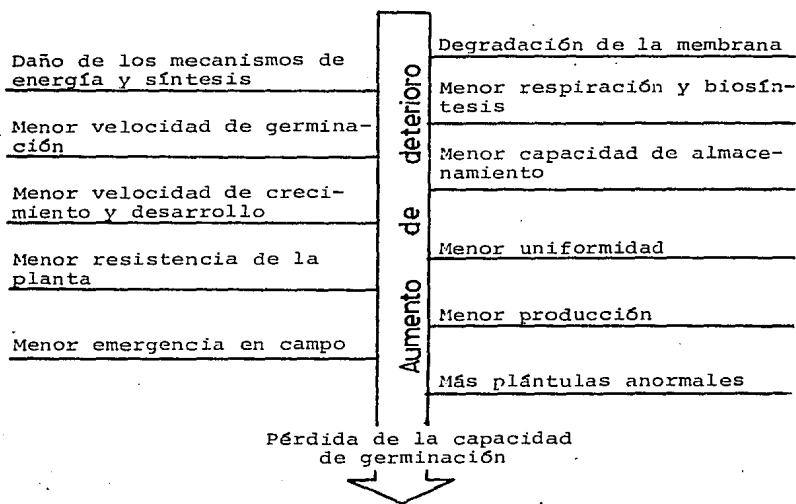 Daño de los mecanismos de
energía y síntesis
Menor velocidad de germina-
ción
Menor velocidad de creci-
miento y desarrollo
Menor resistencia de la
planta
Menor emergencia en campo
Aumento de deterioro
Degradación de la membrana
Menor respiración y biosín-
tesis
Menor capacidad de almace-
namiento
Menor uniformidad
Menor producción
Más plántulas anormales
Pérdida de la capacidad
de germinación